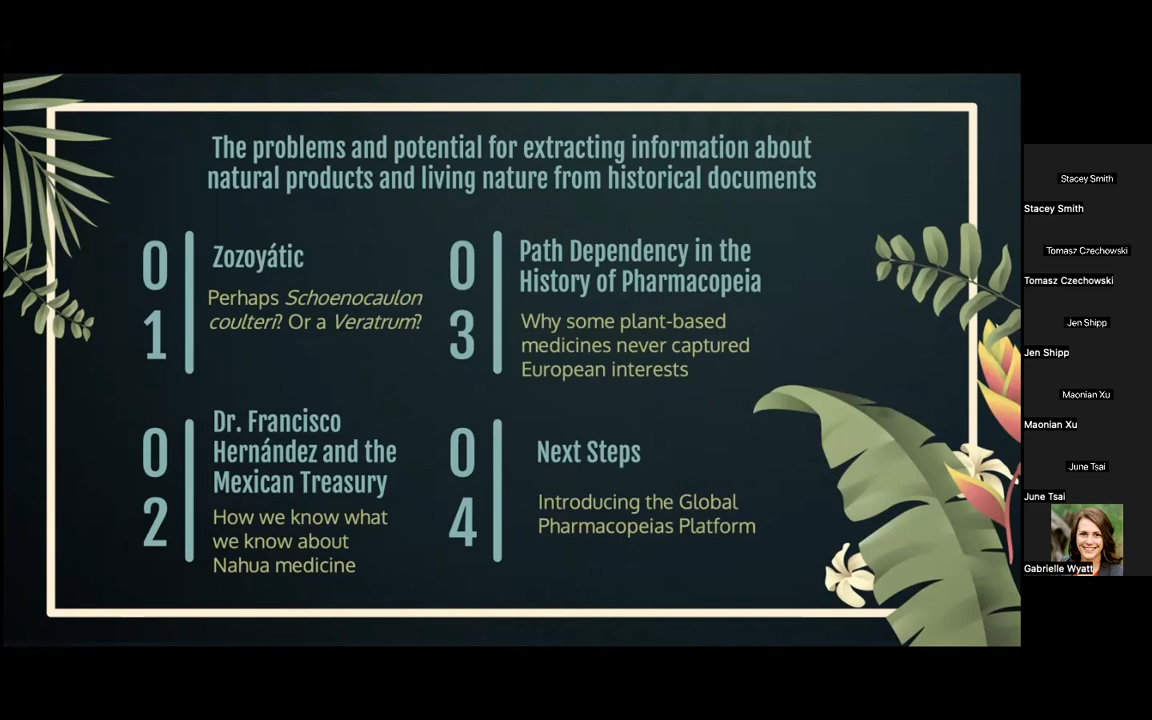 The problems and potential for extracting information about
natural products and living nature from historical documents
01
Zozoyátic
Perhaps Schoenocaulon
coulteri? Or a Veratrum?
02
Dr. Francisco
Hernández and the
Mexican Treasury
How we know what
we know about
Nahua medicine
03
Path Dependency in the
History of Pharmacopeia
Why some plant-based
medicines never captured
European interests
04
Next Steps
Introducing the Global
Pharmacopeias Platform
Stacey Smith
Stacey Smith
Tomasz Czechowski
Tomasz Czechowski
Jen Shipp
Jen Shipp
Maonian Xu
Maonian Xu
June Tsai
June Tsai
Gabrielle Wyatt